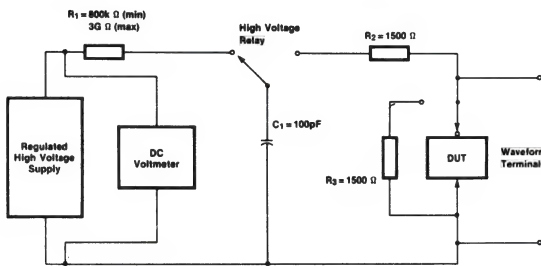 R₁ = 800k Ω (min)
3G Ω (max)
High Voltage
Relay
R₂ = 1500 Ω
C₁ = 100pF
Regulated
High Voltage
Supply
DC
Voltmeter
R₃ = 1500 Ω
DUT
Waveform
Terminal